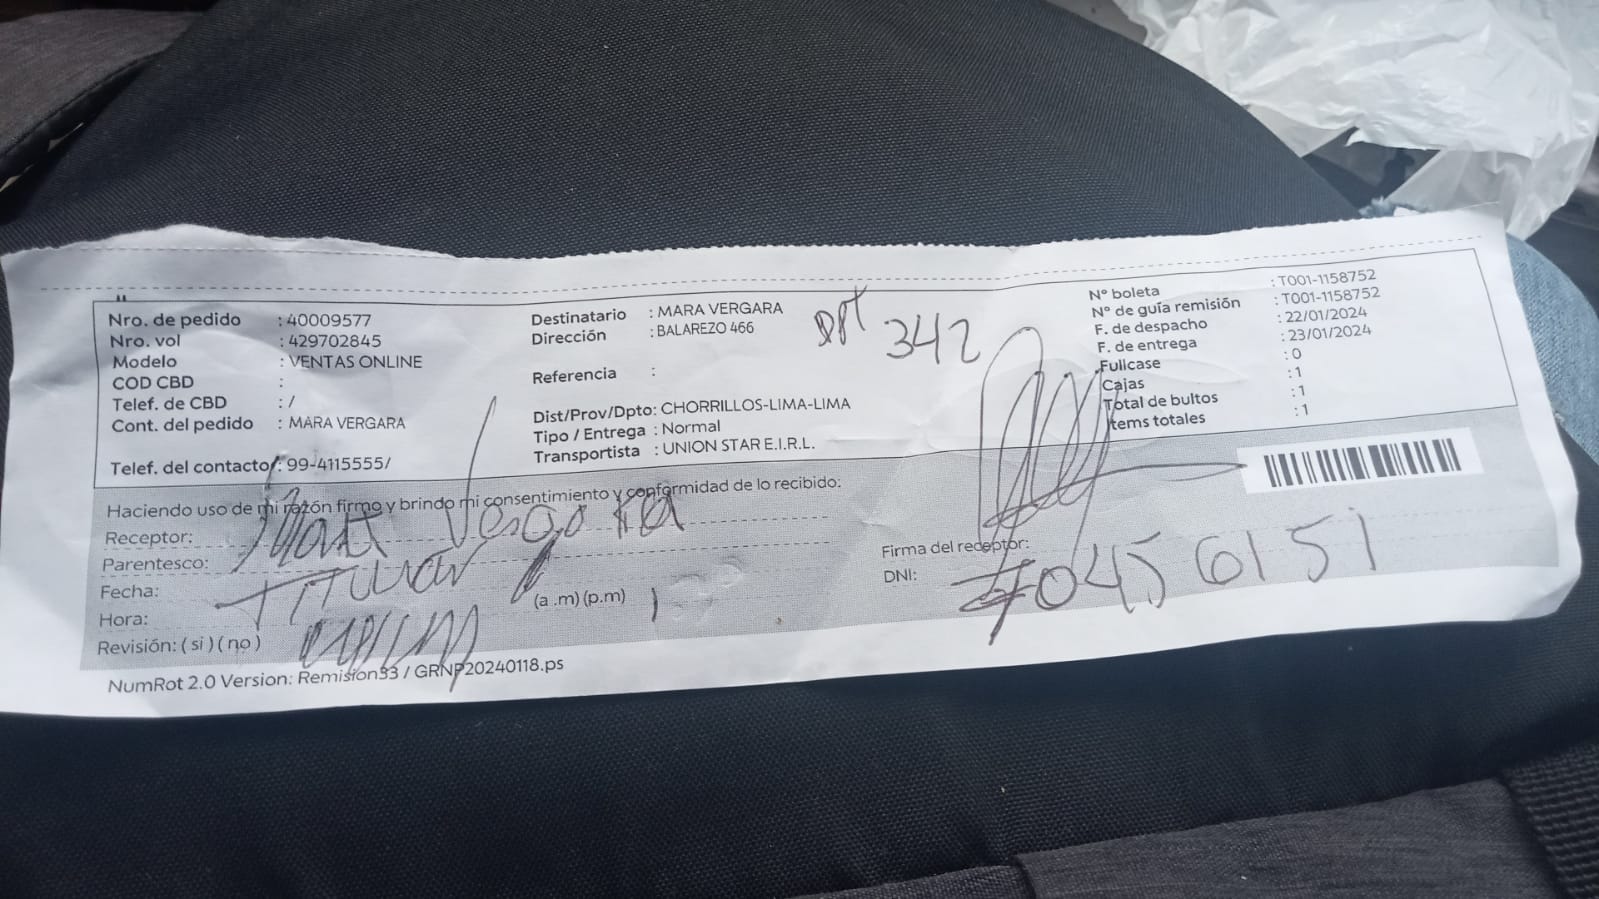 Nro. de pedido : 40009577
Nro. vol : 429702845
Modelo : VENTAS ONLINE
COD CBD :
Telef. de CBD : /
Cont. del pedido : MARA VERGARA
Telef. del contacto : 99-4115555/
Destinatario : MARA VERGARA
Dirección : BALAREZO 466
DPT 342
Referencia :
Dist/Prov/Dpto: CHORRILLOS-LIMA-LIMA
Tipo / Entrega : Normal
Transportista : UNION STAR E.I.R.L.
Nº boleta : T001-1158752
Nº de guía remisión : T001-1158752
F. de despacho : 22/01/2024
F. de entrega : 23/01/2024
Fullcase : 0
Cajas : 1
Total de bultos : 1
Items totales : 1
Haciendo uso de mi razón firmo y brindo mi consentimiento y conformidad de lo recibido:
Receptor: Mara Vergara
Parentesco: Titular
Fecha:
Hora: (a .m) (p.m)
Revisión: ( si ) ( no )
Firma del receptor:
DNI: 70456151
NumRot 2.0 Version: Remision33 / GRNP20240118.ps